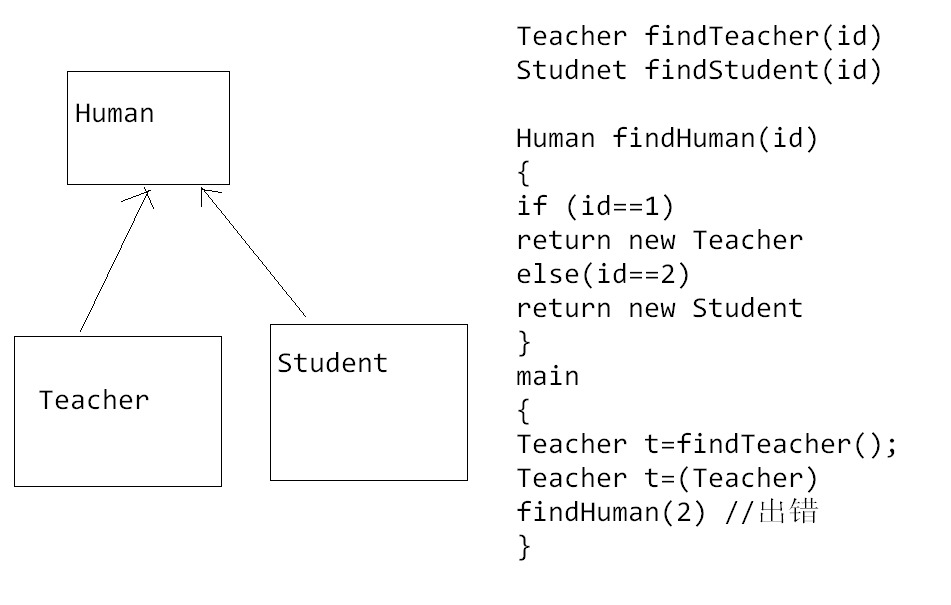 Human
Teacher
Student
Teacher findTeacher(id)
Studnet findStudent(id)
Human findHuman(id)
{
if (id==1)
return new Teacher
else(id==2)
return new Student
}
main
{
Teacher t=findTeacher();
Teacher t=(Teacher)
findHuman(2) //出错
}